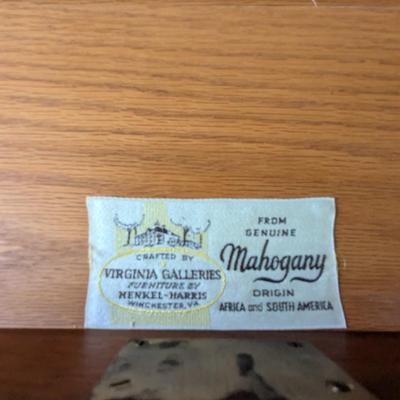 CRAFTED BY
VIRGINIA GALLERIES
FURNITURE BY
HENKEL-HARRIS
WINCHESTER, VA.
FROM
GENUINE
Mahogany
ORIGIN
AFRICA and SOUTH AMERICA